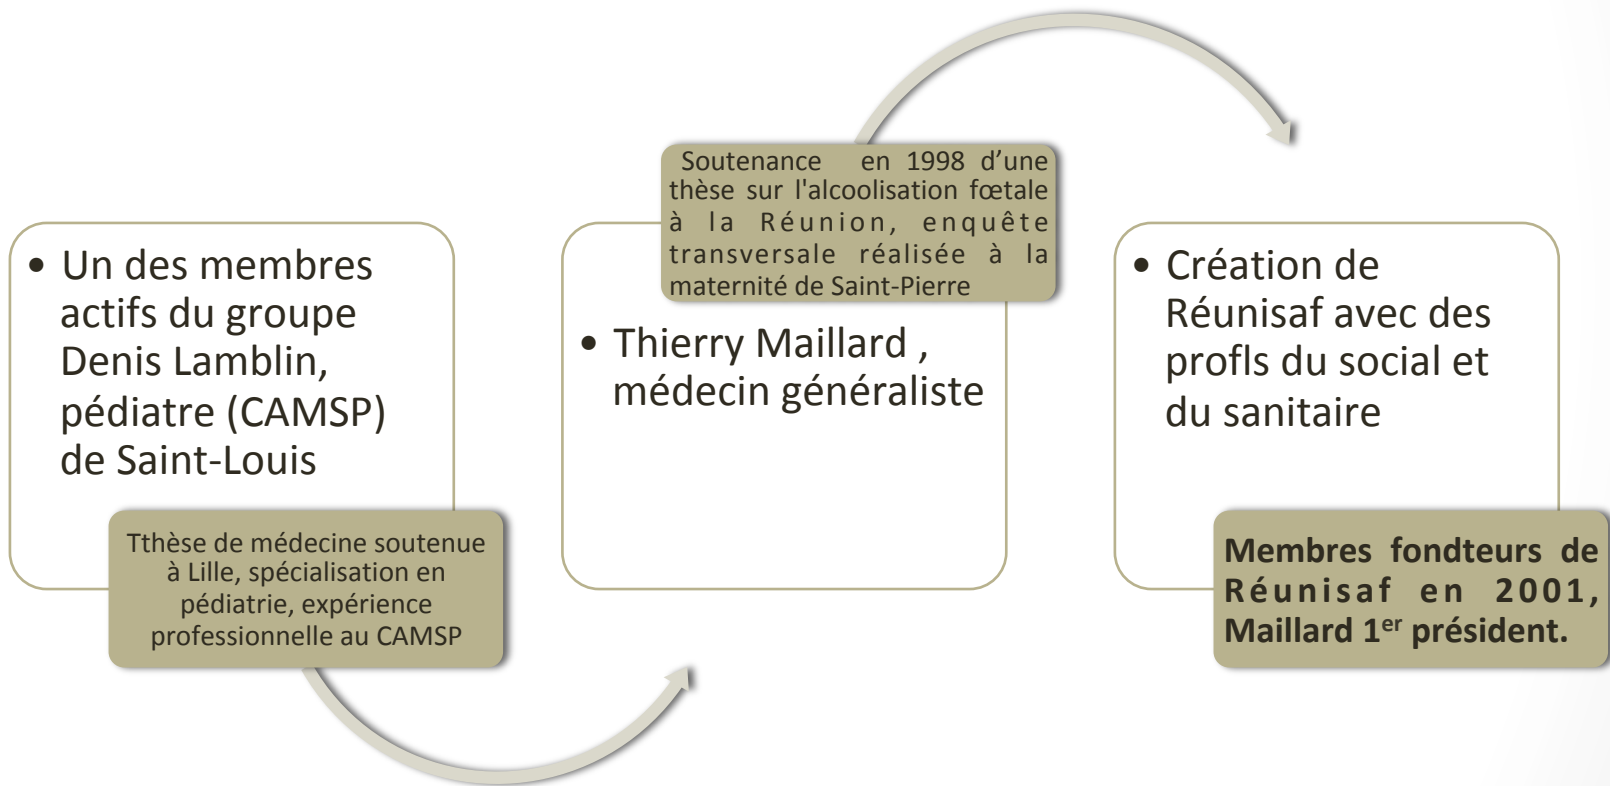 • Un des membres
actifs du groupe
Denis Lamblin,
pédiatre (CAMSP)
de Saint-Louis
Tthèse de médecine soutenue
à Lille, spécialisation en
pédiatrie, expérience
professionnelle au CAMSP
Soutenance en 1998 d’une
thèse sur l'alcoolisation fœtale
à la Réunion, enquête
transversale réalisée à la
maternité de Saint-Pierre
• Thierry Maillard ,
médecin généraliste
• Création de
Réunisaf avec des
profls du social et
du sanitaire
Membres fondteurs de
Réunisaf en 2001,
Maillard 1er président.